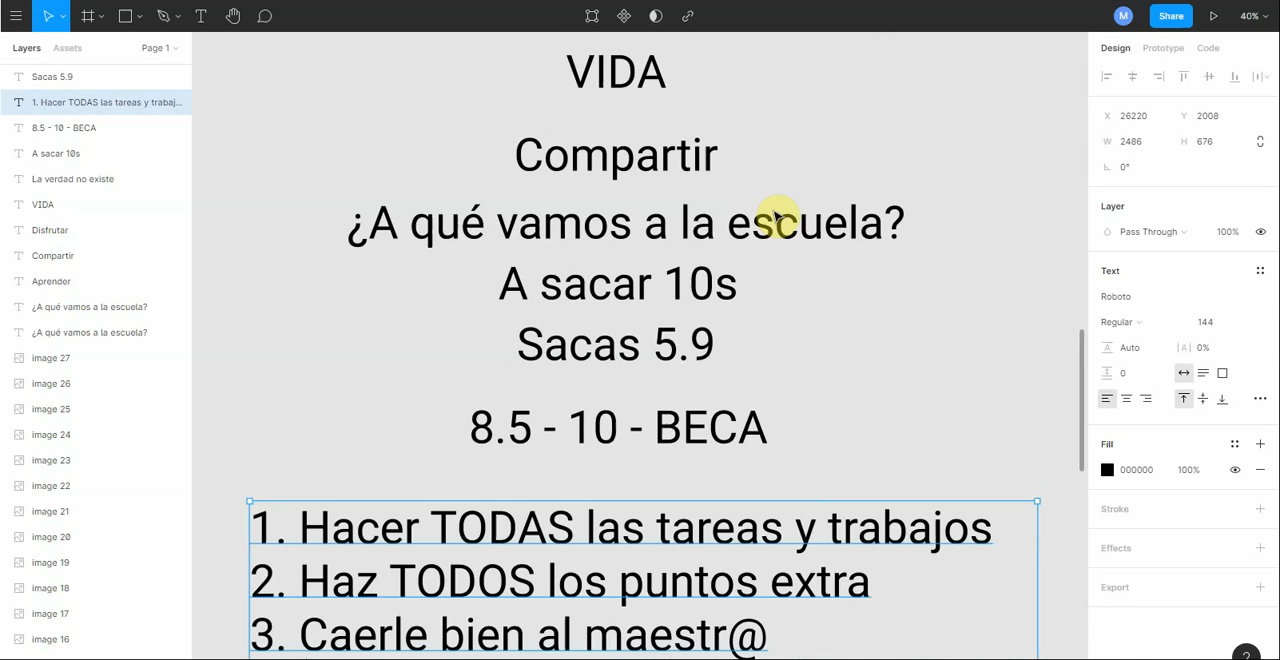 M
Share
40%
Layers
Assets
Page 1
Sacas 5.9
1. Hacer TODAS las tareas y trabaj...
8.5 - 10 - BECA
A sacar 10s
La verdad no existe
VIDA
Disfrutar
Compartir
Aprender
¿A qué vamos a la escuela?
¿A qué vamos a la escuela?
image 27
image 26
image 25
image 24
image 23
image 22
image 21
image 20
image 19
image 18
image 17
image 16
VIDA
Compartir
¿A qué vamos a la escuela?
A sacar 10s
Sacas 5.9
8.5 - 10 - BECA
1. Hacer TODAS las tareas y trabajos
2. Haz TODOS los puntos extra
3. Caerle bien al maestr@
Design
Prototype
Code
X 26220 Y 2008
W 2486 H 676
0°
Layer
Pass Through 100%
Text
Roboto
Regular 144
A Auto |A| 0%
0
Fill
000000 100%
Stroke
Effects
Export
?